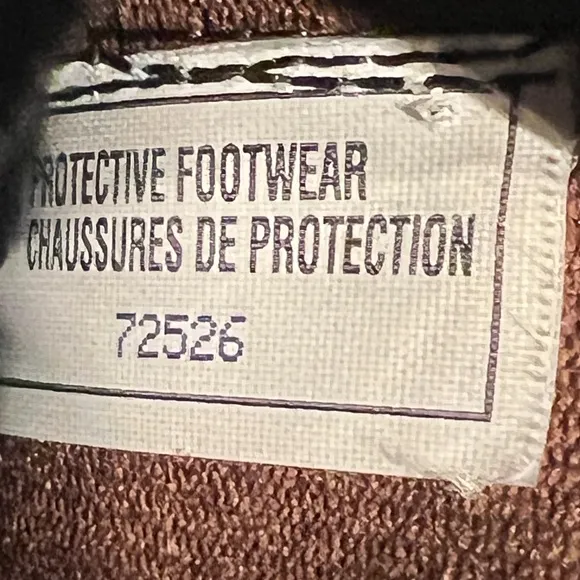 PROTECTIVE FOOTWEAR
CHAUSSURES DE PROTECTION
72526